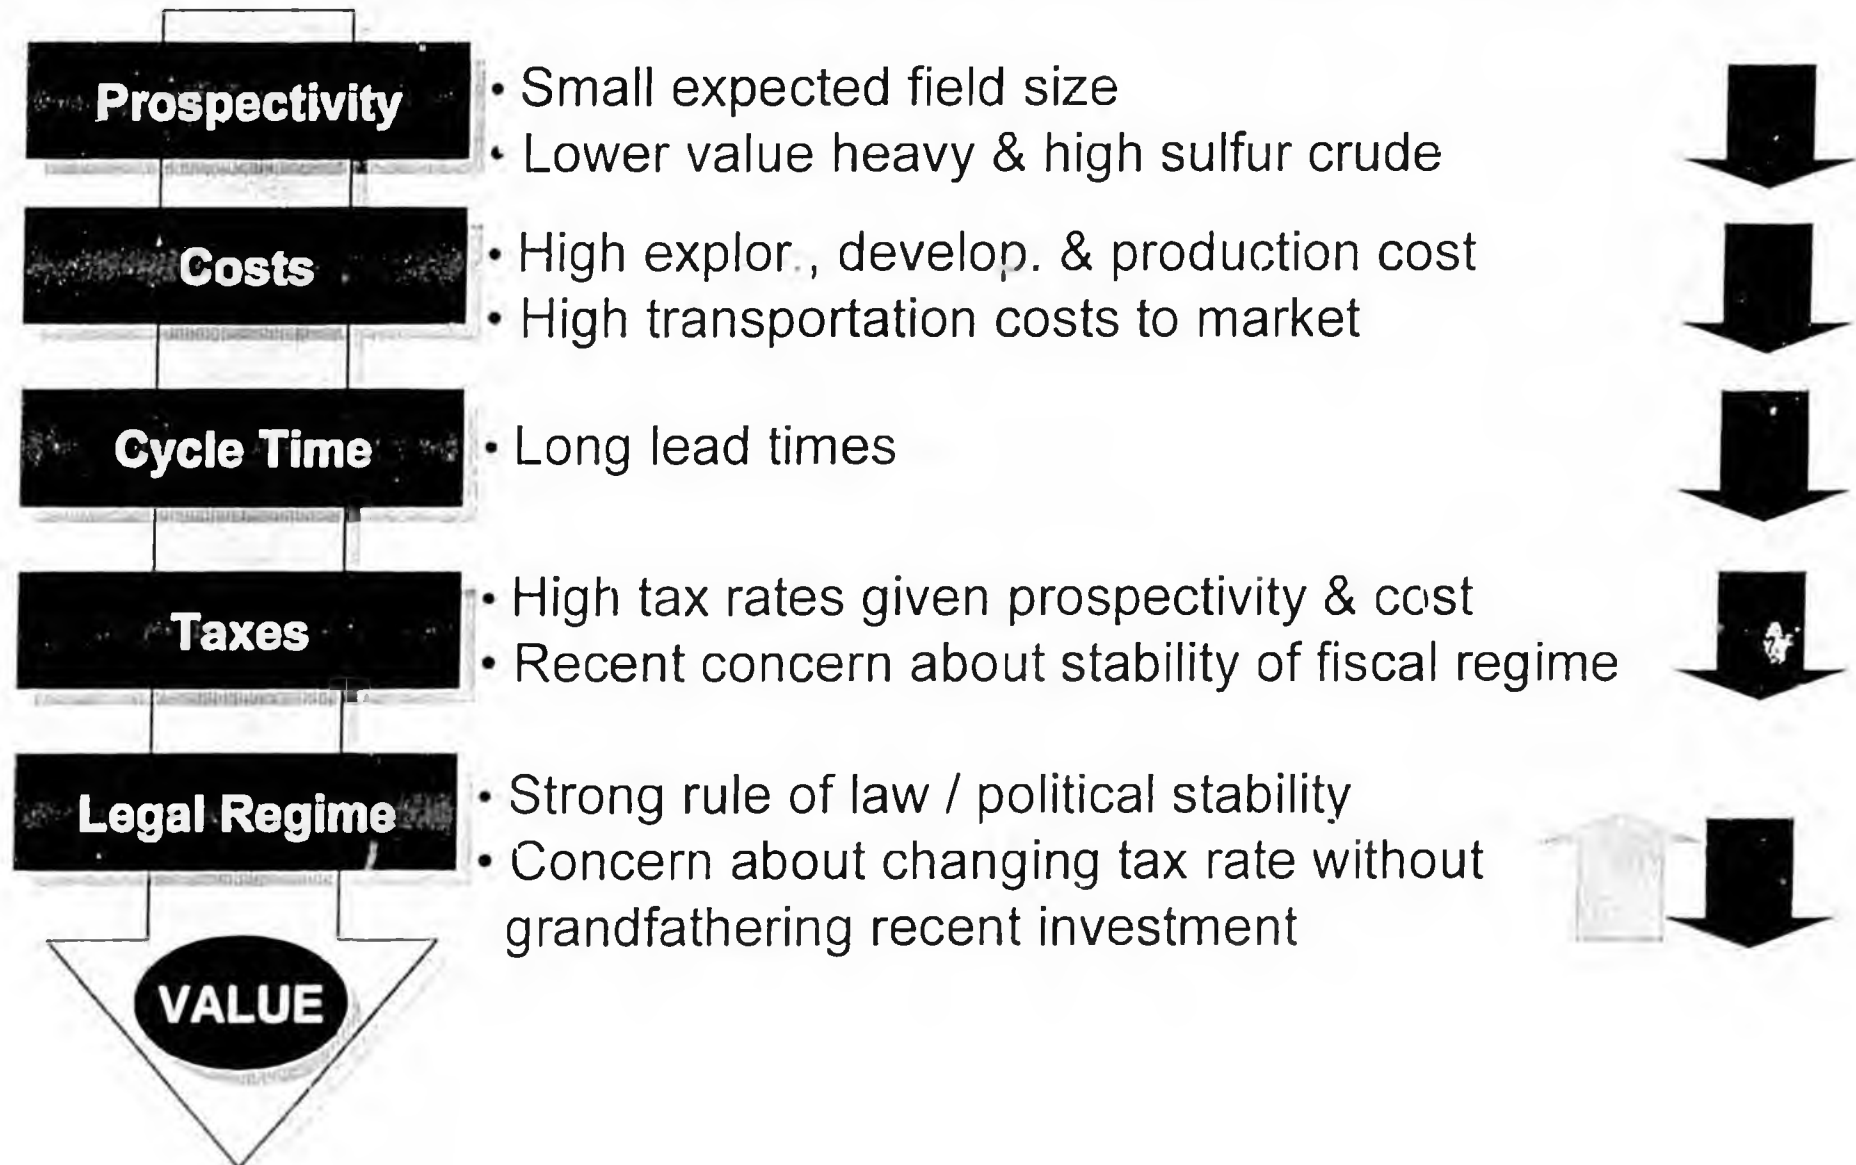 Prospectivity
• Small expected field size
• Lower value heavy & high sulfur crude
Costs
• High explor., develop. & production cost
• High transportation costs to market
Cycle Time
• Long lead times
Taxes
• High tax rates given prospectivity & cost
• Recent concern about stability of fiscal regime
Legal Regime
• Strong rule of law / political stability
• Concern about changing tax rate without
grandfathering recent investment
VALUE